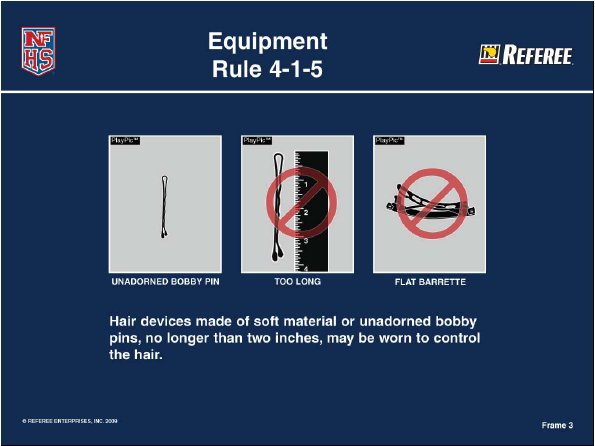 NF
HS
Equipment
Rule 4-1-5
REFEREE
PlayPic™
PlayPic™
PlayPic™
1
2
3
4
UNADORNED BOBBY PIN
TOO LONG
FLAT BARRETTE
Hair devices made of soft material or unadorned bobby
pins, no longer than two inches, may be worn to control
the hair.
© REFEREE ENTERPRISES, INC. 2009
Frame 3